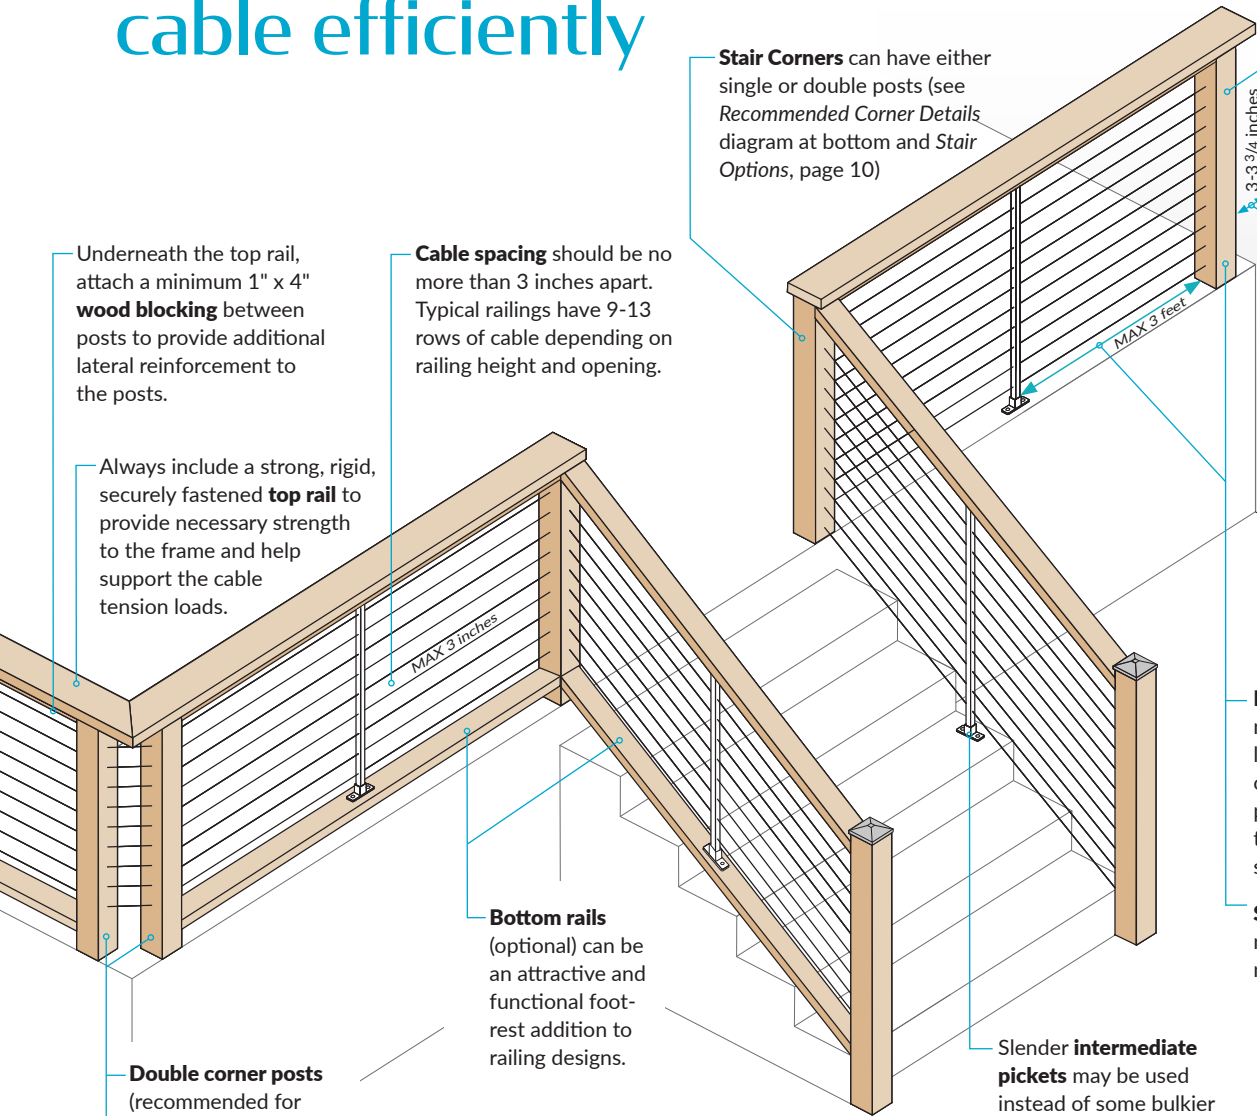 cable efficiently
Stair Corners can have either
single or double posts (see
Recommended Corner Details
diagram at bottom and Stair
Options, page 10)
3-3 3/4 inches
Underneath the top rail,
attach a minimum 1" x 4"
wood blocking between
posts to provide additional
lateral reinforcement to
the posts.
Cable spacing should be no
more than 3 inches apart.
Typical railings have 9-13
rows of cable depending on
railing height and opening.
MAX 3 feet
Always include a strong, rigid,
securely fastened top rail to
provide necessary strength
to the frame and help
support the cable
tension loads.
MAX 3 inches
Bottom rails
(optional) can be
an attractive and
functional foot-
rest addition to
railing designs.
Double corner posts
(recommended for
Slender intermediate
pickets may be used
instead of some bulkier